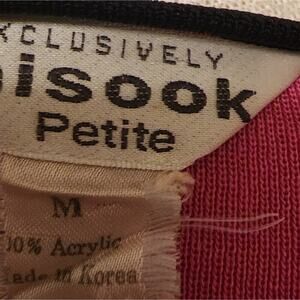 XCLUSIVELY
isook
Petite
M
00% Acrylic
ade in Korea